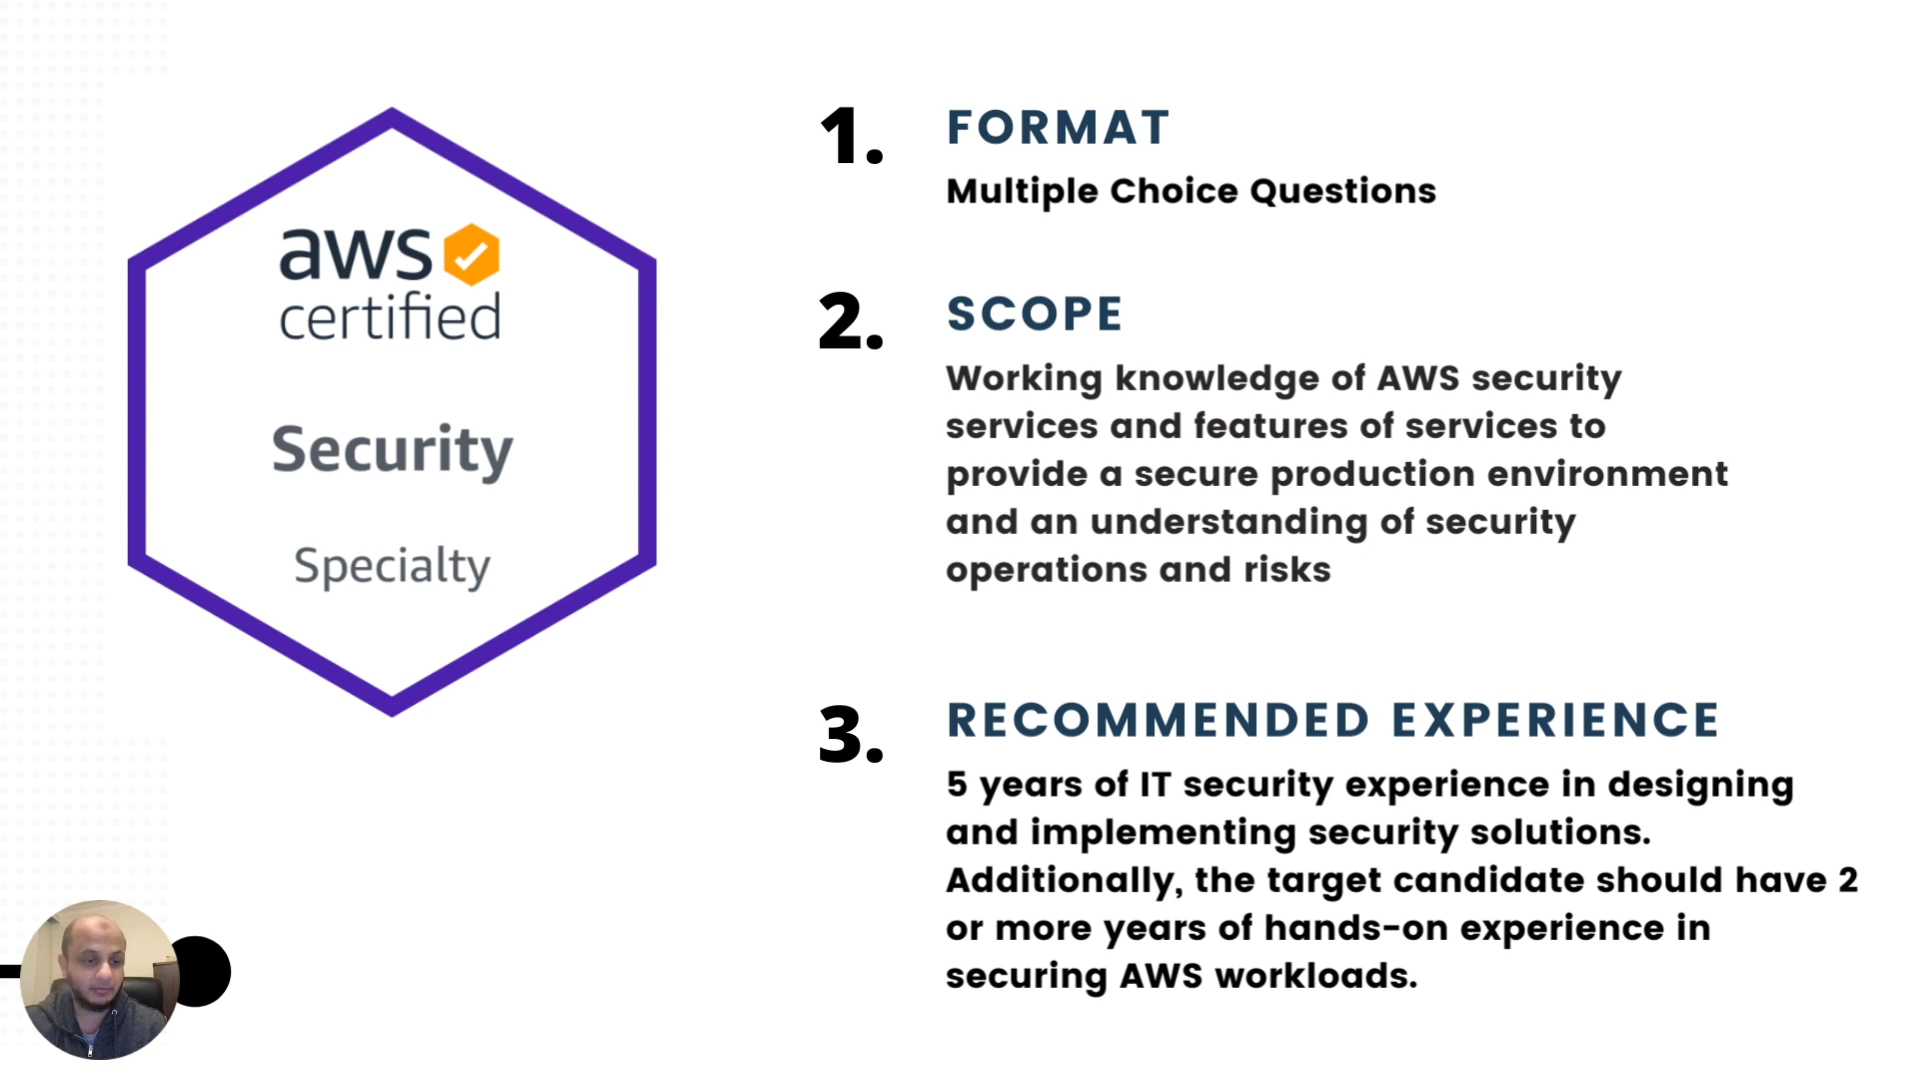 aws
certified
Security
Specialty
1.
FORMAT
Multiple Choice Questions
2.
SCOPE
Working knowledge of AWS security
services and features of services to
provide a secure production environment
and an understanding of security
operations and risks
3.
RECOMMENDED EXPERIENCE
5 years of IT security experience in designing
and implementing security solutions.
Additionally, the target candidate should have 2
or more years of hands-on experience in
securing AWS workloads.